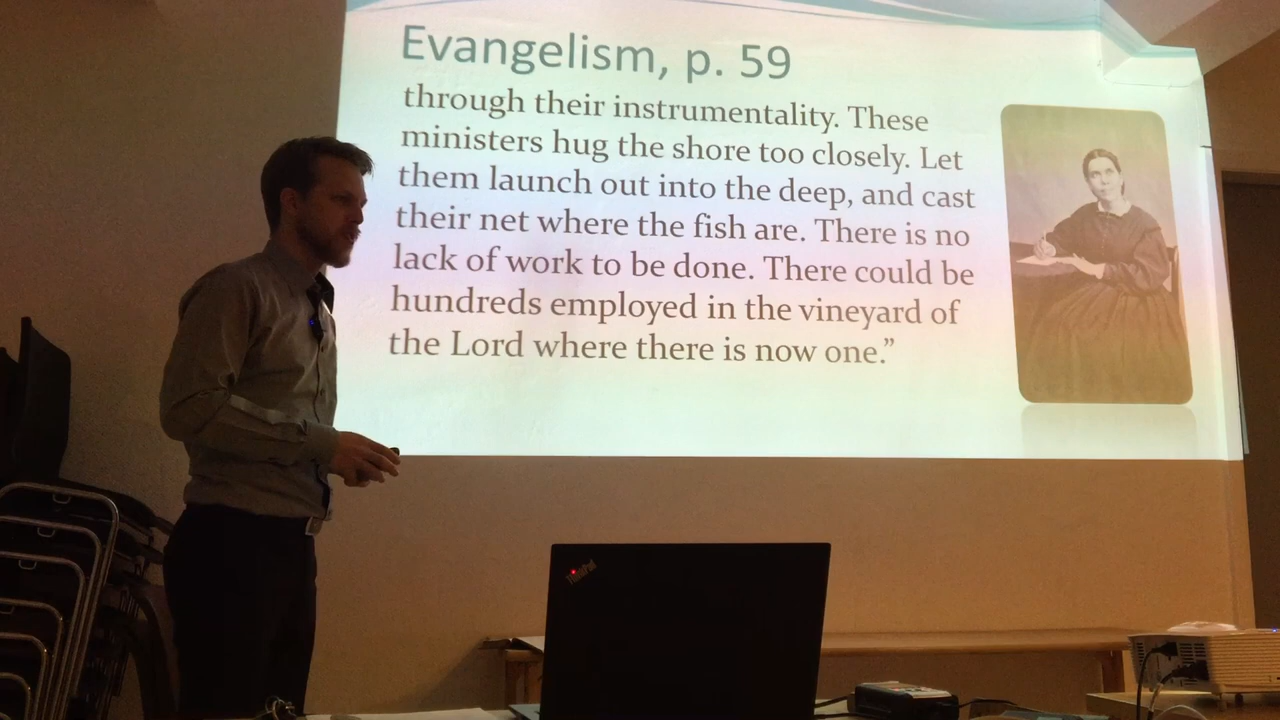 Evangelism, p. 59
through their instrumentality. These
ministers hug the shore too closely. Let
them launch out into the deep, and cast
their net where the fish are. There is no
lack of work to be done. There could be
hundreds employed in the vineyard of
the Lord where there is now one.”
ThinkPad